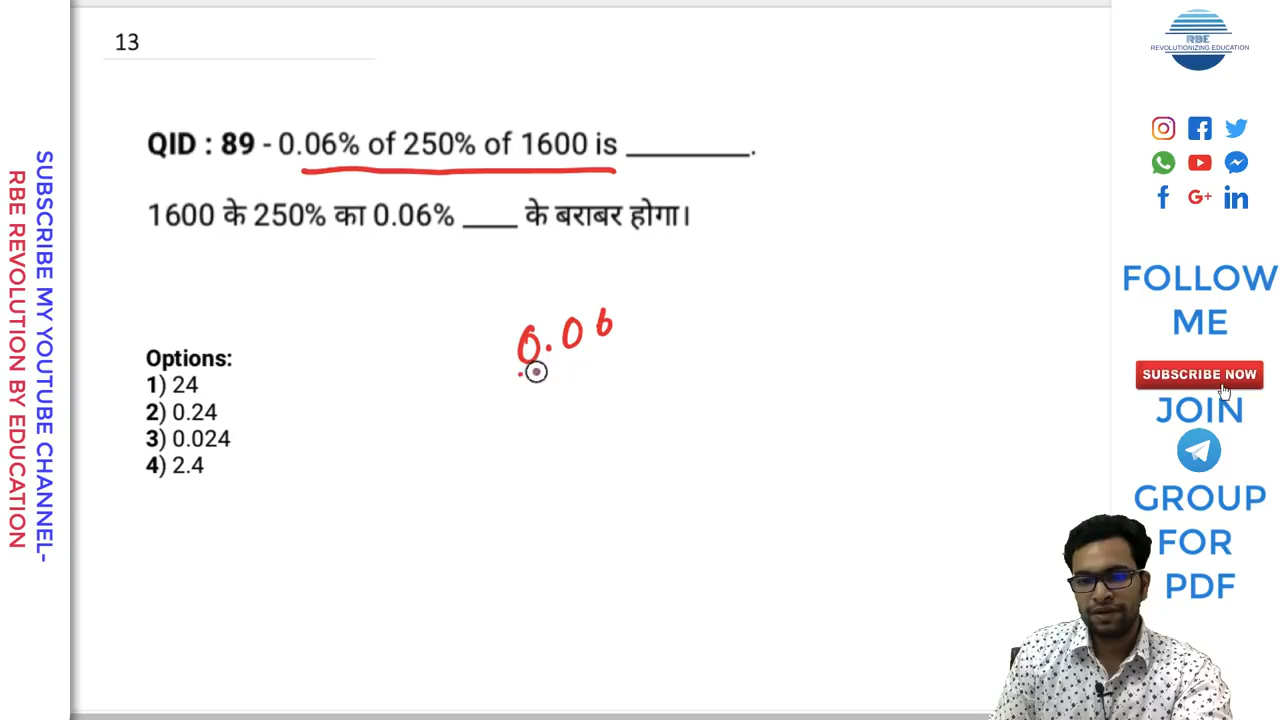 13
QID : 89 - 0.06% of 250% of 1600 is ________.
1600 के 250% का 0.06% ____ के बराबर होगा।
0.06
Options:
1) 24
2) 0.24
3) 0.024
4) 2.4
SUBSCRIBE MY YOUTUBE CHANNEL-
RBE REVOLUTION BY EDUCATION
RBE
REVOLUTIONIZING EDUCATION
FOLLOW
ME
SUBSCRIBE NOW
JOIN
GROUP
FOR
PDF